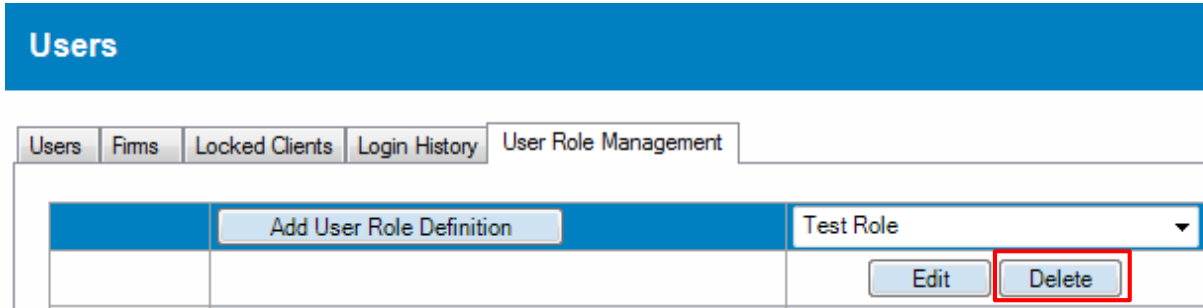 Users
Users Firms Locked Clients Login History User Role Management
Add User Role Definition Test Role
Edit Delete